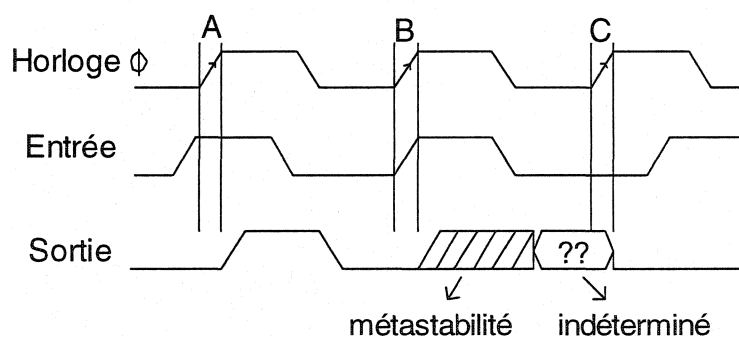 A B C
Horloge ϕ
Entrée
Sortie
??
métastabilité indéterminé